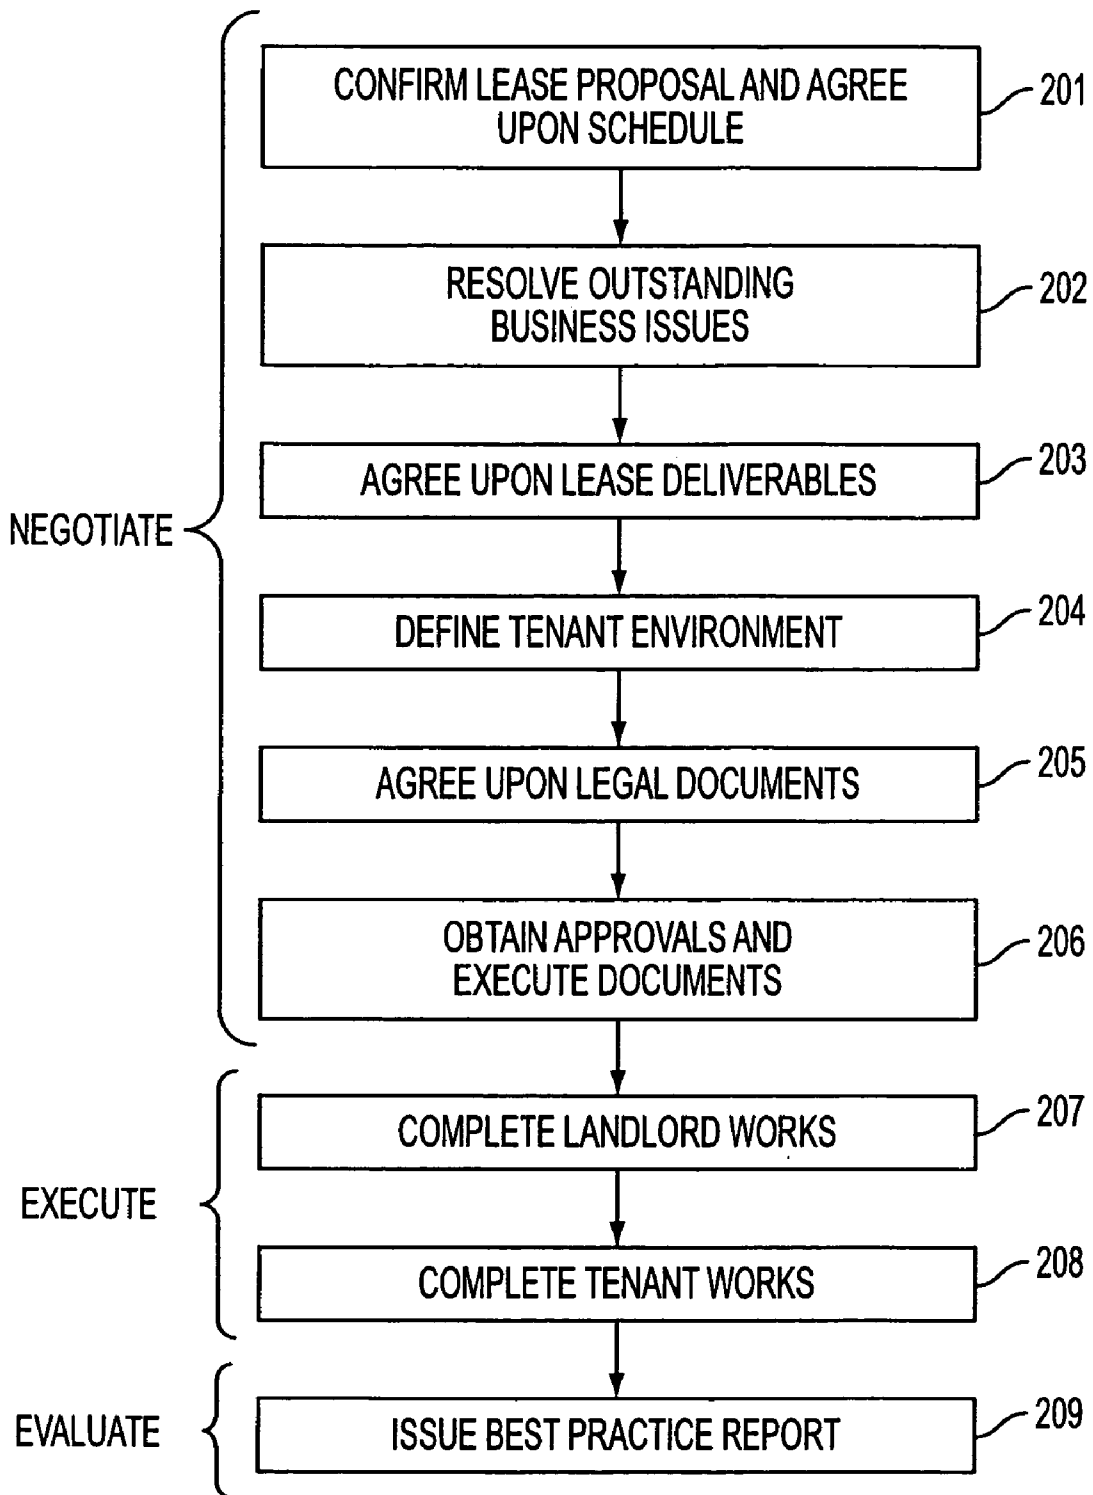 CONFIRM LEASE PROPOSAL AND AGREE
UPON SCHEDULE
201
RESOLVE OUTSTANDING
BUSINESS ISSUES
202
AGREE UPON LEASE DELIVERABLES
203
NEGOTIATE
DEFINE TENANT ENVIRONMENT
204
AGREE UPON LEGAL DOCUMENTS
205
OBTAIN APPROVALS AND
EXECUTE DOCUMENTS
206
COMPLETE LANDLORD WORKS
207
EXECUTE
COMPLETE TENANT WORKS
208
EVALUATE
ISSUE BEST PRACTICE REPORT
209